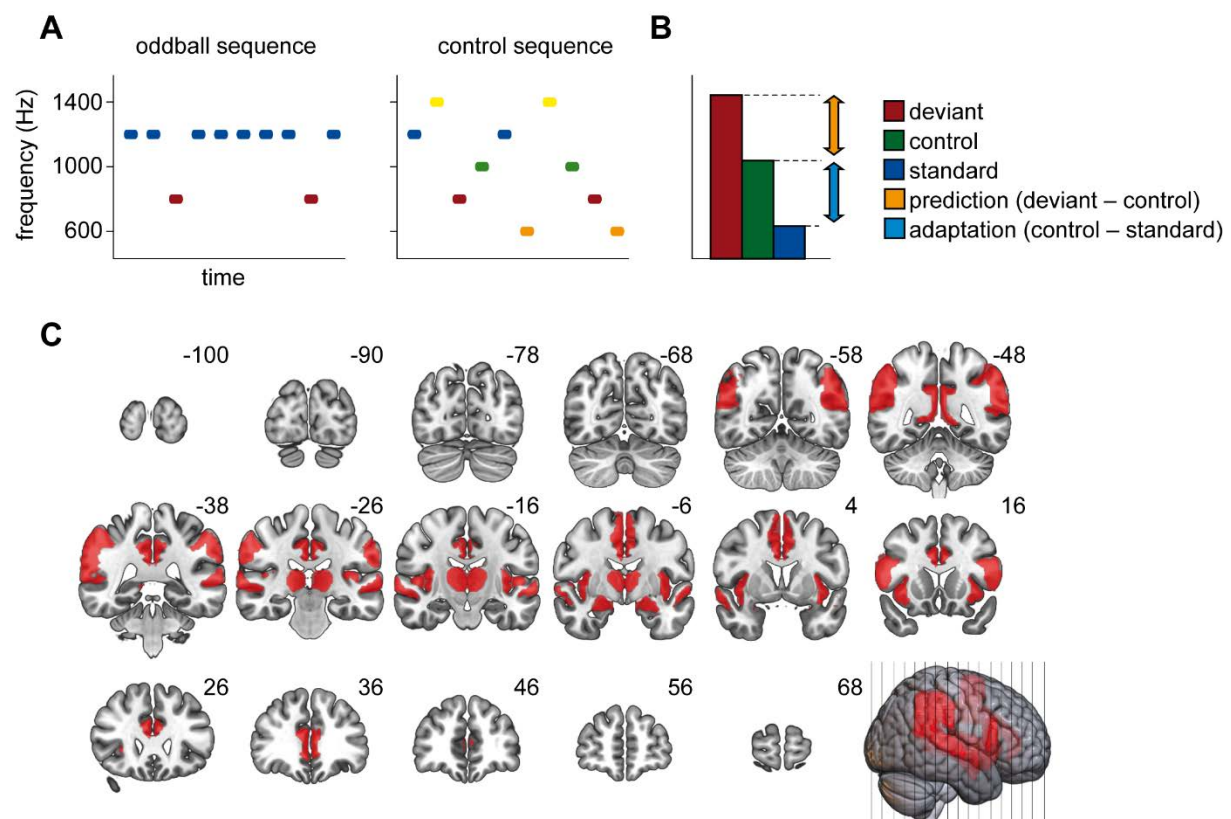 A
oddball sequence
control sequence
frequency (Hz)
1400
1000
600
time
B
deviant
control
standard
prediction (deviant – control)
adaptation (control – standard)
C
-100
-90
-78
-68
-58
-48
-38
-26
-16
-6
4
16
26
36
46
56
68